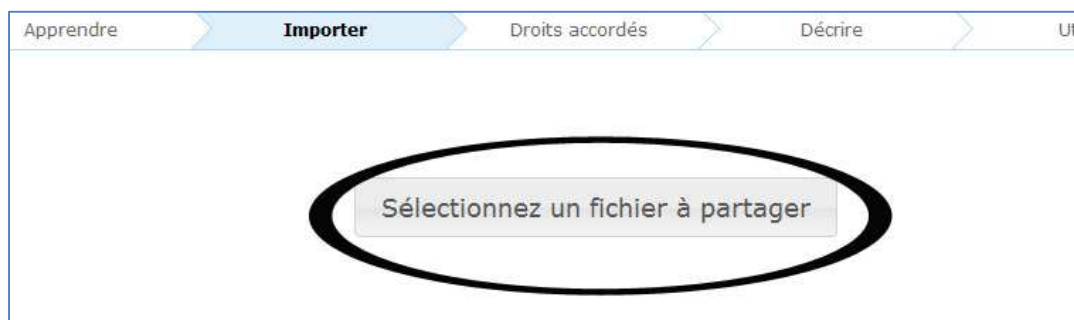 Apprendre Importer Droits accordés Décrire
Sélectionnez un fichier à partager